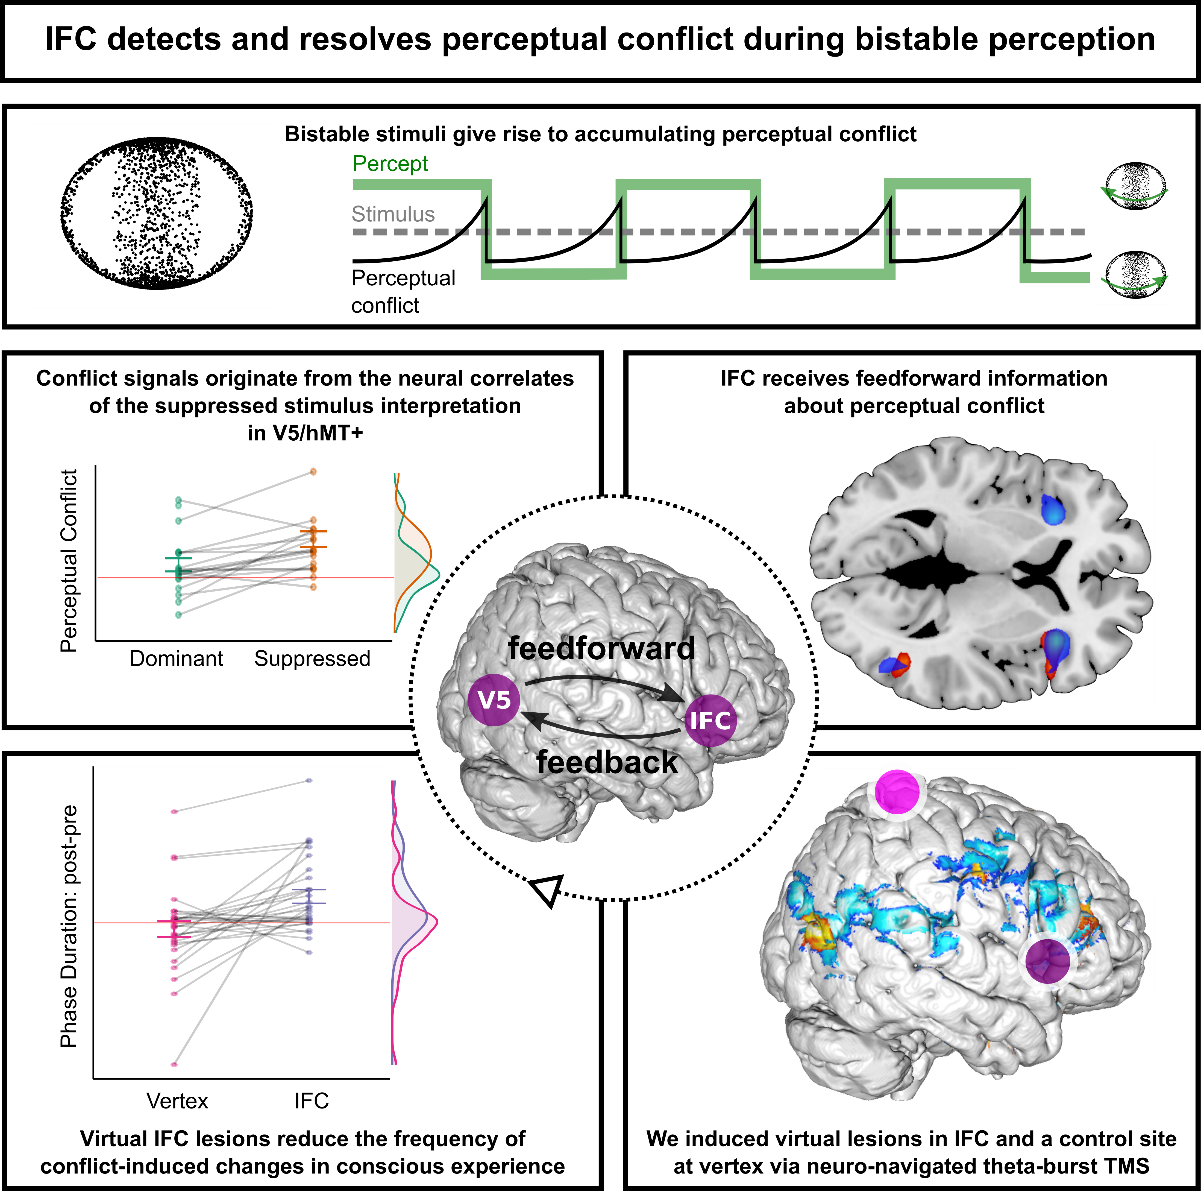 IFC detects and resolves perceptual conflict during bistable perception
Bistable stimuli give rise to accumulating perceptual conflict
Percept
Stimulus
Perceptual
conflict
Conflict signals originate from the neural correlates
of the suppressed stimulus interpretation
in V5/hMT+
Perceptual Conflict
Dominant
Suppressed
IFC receives feedforward information
about perceptual conflict
feedforward
V5
IFC
feedback
Phase Duration: post-pre
Vertex
IFC
Virtual IFC lesions reduce the frequency of
conflict-induced changes in conscious experience
We induced virtual lesions in IFC and a control site
at vertex via neuro-navigated theta-burst TMS